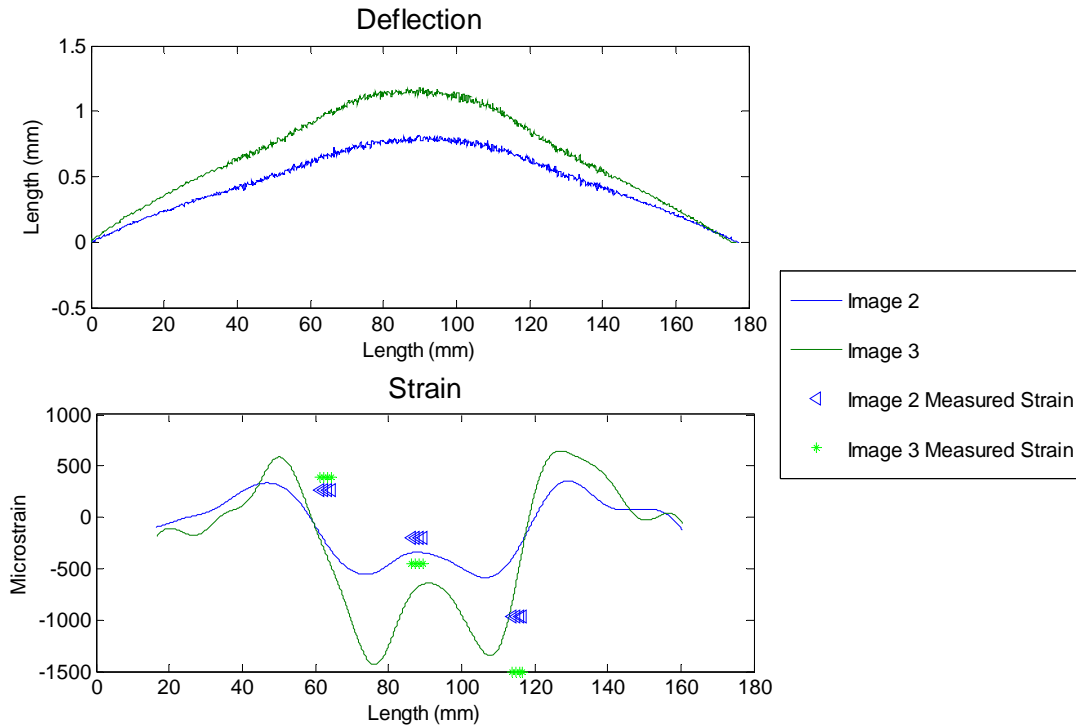 Deflection
1.5
1
0.5
0
-0.5
Length (mm)
0 20 40 60 80 100 120 140 160 180
Length (mm)
Image 2
Image 3
Image 2 Measured Strain
Image 3 Measured Strain
Strain
1000
500
0
-500
-1000
-1500
Microstrain
0 20 40 60 80 100 120 140 160 180
Length (mm)